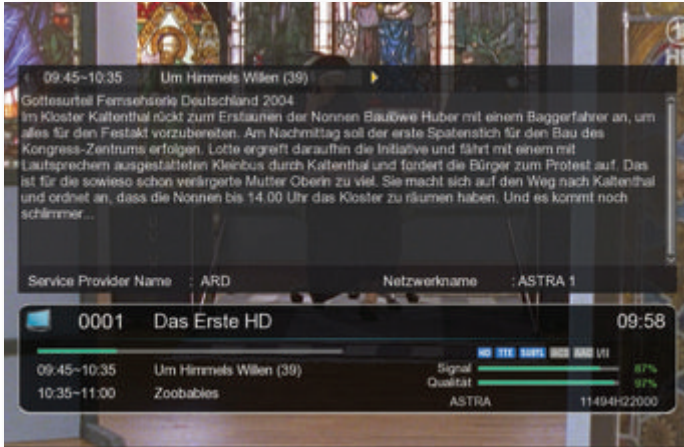 09:45~10:35 Um Himmels Willen (39)
Gottesurteil Fernsehserie Deutschland 2004
Im Kloster Kaltenthal rückt zum Erstaunen der Nonnen Baulöwe Huber mit einem Baggerfahrer an, um
alles für den Festakt vorzubereiten. Am Nachmittag soll der erste Spatenstich für den Bau des
Kongress-Zentrums erfolgen. Lotte ergreift daraufhin die Initiative und fährt mit einem mit
Lautsprechern ausgestatteten Kleinbus durch Kaltenthal und fordert die Bürger zum Protest auf. Das
ist für die sowieso schon verärgerte Mutter Oberin zu viel. Sie macht sich auf den Weg nach Kaltenthal
und ordnet an, dass die Nonnen bis 14.00 Uhr das Kloster zu räumen haben. Und es kommt noch
schlimmer...
Service Provider Name : ARD Netzwerkname : ASTRA 1
0001 Das Erste HD 09:58
HD TTX SUBTL
09:45~10:35 Um Himmels Willen (39) Signal 87%
Qualität 97%
10:35~11:00 Zoobabies
ASTRA 11494H22000